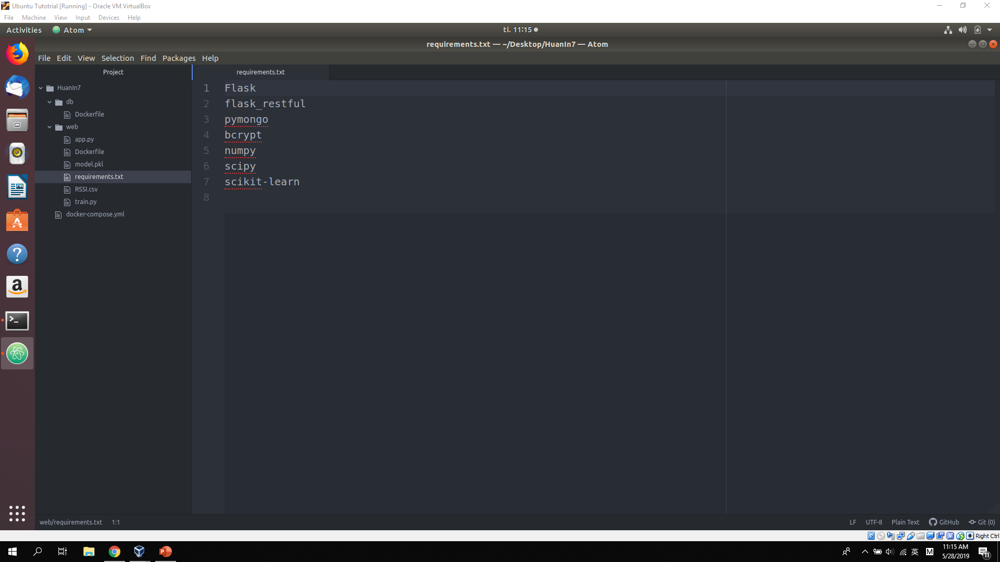 Ubuntu Tutotrial [Running] - Oracle VM VirtualBox
File Machine View Input Devices Help
Activities Atom ti. 11:15
requirements.txt — ~/Desktop/HuanIn7 — Atom
File Edit View Selection Find Packages Help
Project requirements.txt
HuanIn7
db
Dockerfile
web
app.py
Dockerfile
model.pkl
requirements.txt
RSSI.csv
train.py
docker-compose.yml
1 Flask
2 flask_restful
3 pymongo
4 bcrypt
5 numpy
6 scipy
7 scikit-learn
8
web/requirements.txt 1:1 LF UTF-8 Plain Text GitHub Git (0)
Right Ctrl
英 M 11:15 AM
5/28/2019
11